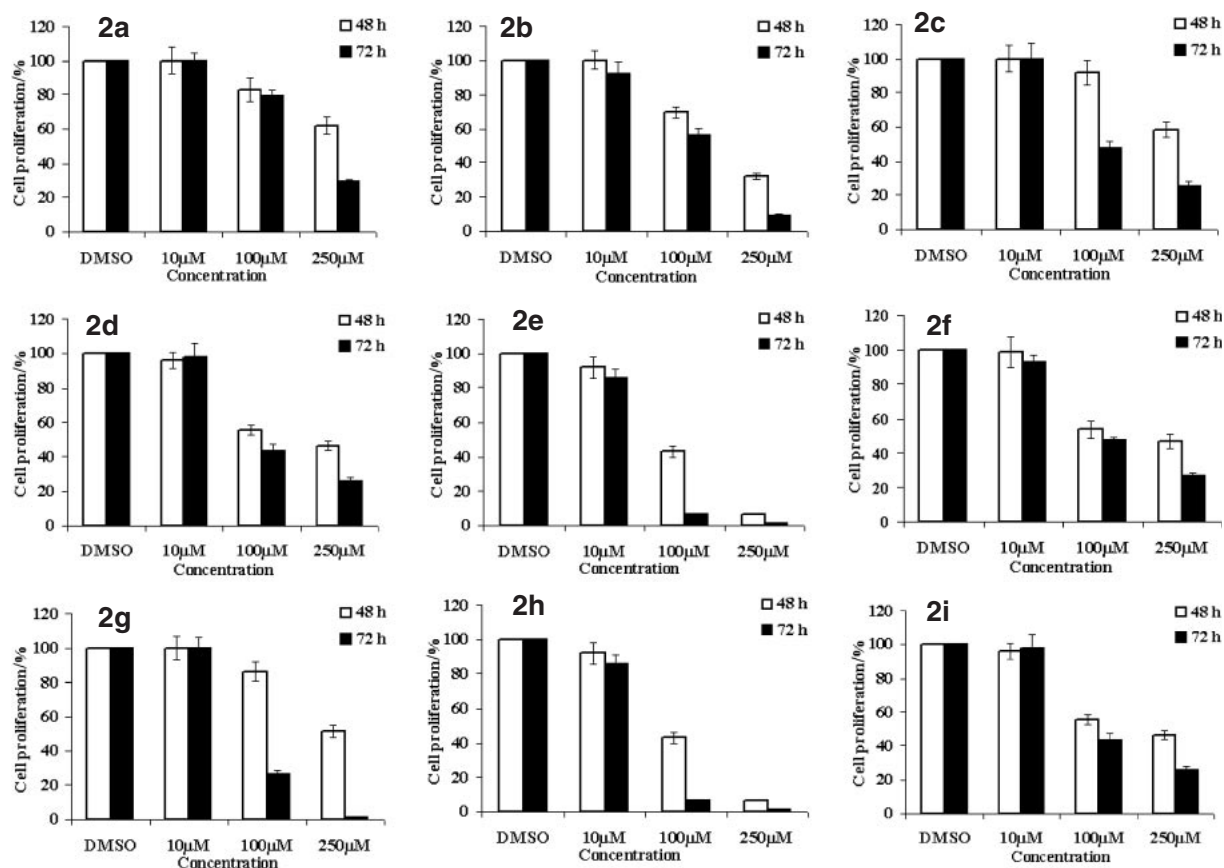 2a
48 h
72 h
Cell proliferation/%
120
100
80
60
40
20
0
DMSO 10µM 100µM 250µM
Concentration
2b
48 h
72 h
Cell proliferation/%
120
100
80
60
40
20
0
DMSO 10µM 100µM 250µM
Concentration
2c
48 h
72 h
Cell proliferation/%
120
100
80
60
40
20
0
DMSO 10µM 100µM 250µM
Concentration
2d
48 h
72 h
Cell proliferation/%
120
100
80
60
40
20
0
DMSO 10µM 100µM 250µM
Concentration
2e
48 h
72 h
Cell proliferation/%
120
100
80
60
40
20
0
DMSO 10µM 100µM 250µM
Concentration
2f
48 h
72 h
Cell proliferation/%
120
100
80
60
40
20
0
DMSO 10µM 100µM 250µM
Concentration
2g
48 h
72 h
Cell proliferation/%
120
100
80
60
40
20
0
DMSO 10µM 100µM 250µM
Concentration
2h
48 h
72 h
Cell proliferation/%
120
100
80
60
40
20
0
DMSO 10µM 100µM 250µM
Concentration
2i
48 h
72 h
Cell proliferation/%
120
100
80
60
40
20
0
DMSO 10µM 100µM 250µM
Concentration